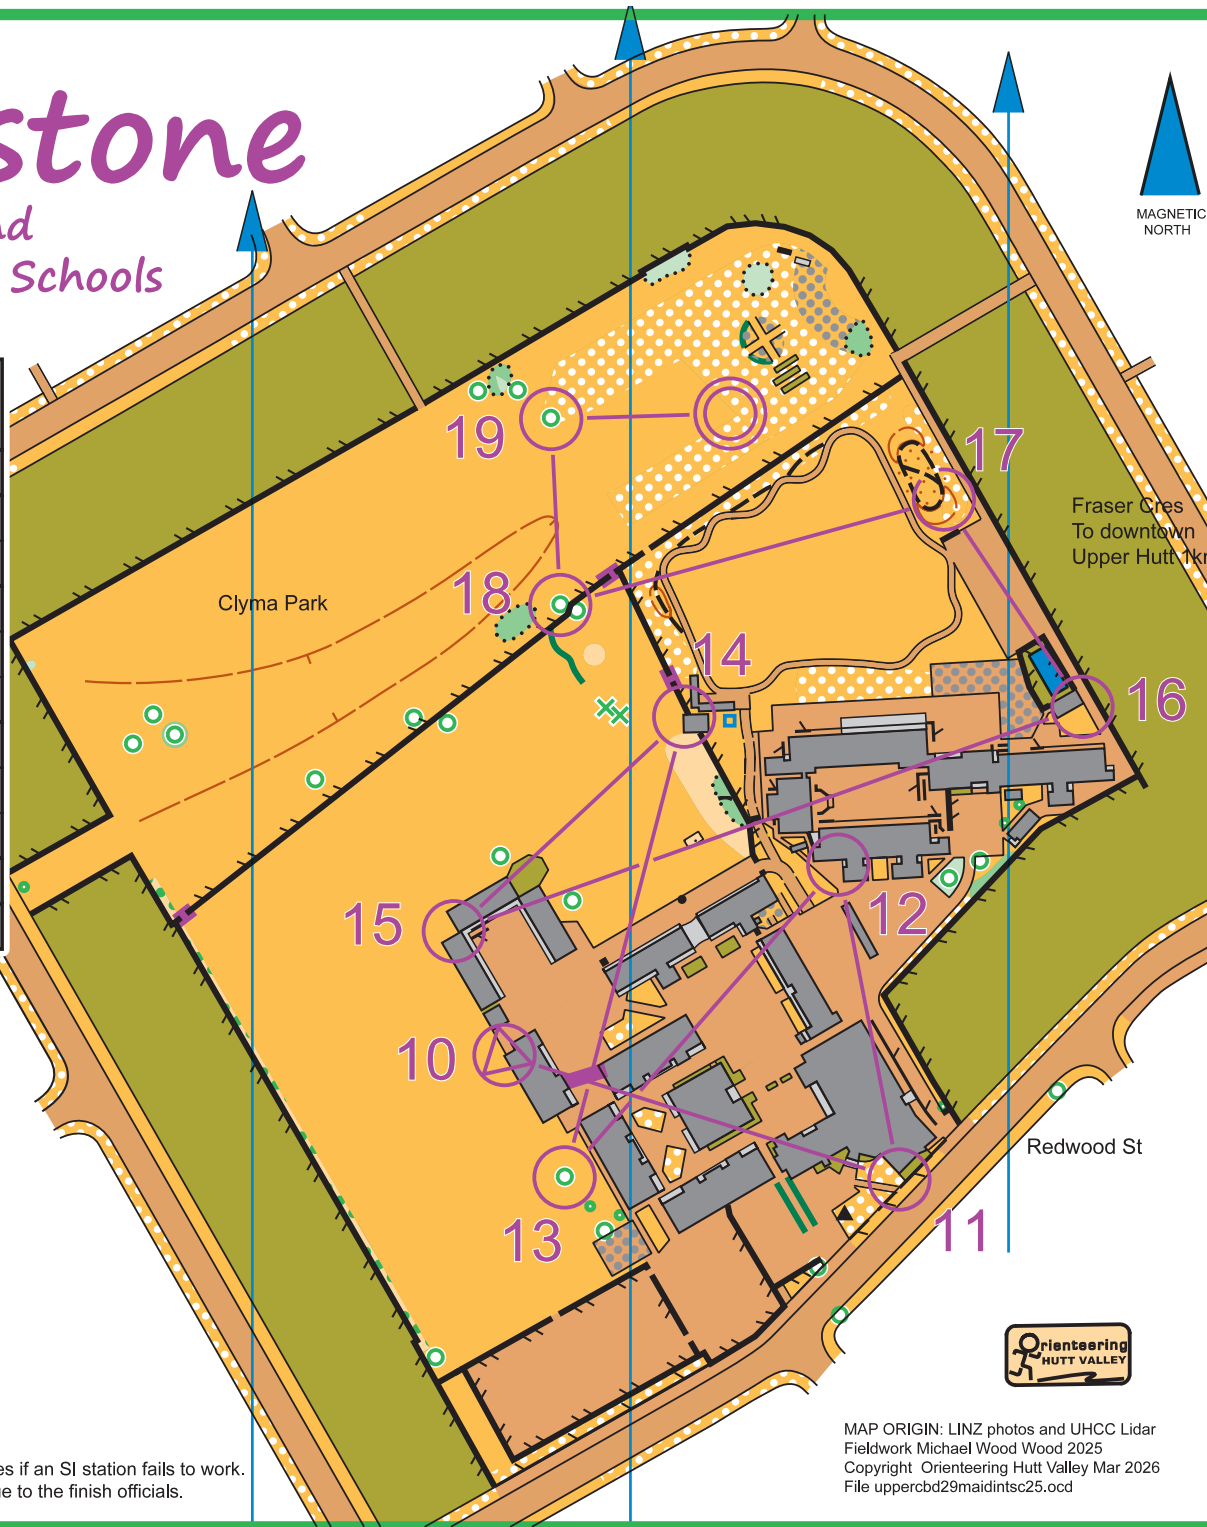 stone
nd
Schools
MAGNETIC
NORTH
19
17
Fraser Cres
To downtown
Upper Hutt 1k
Clyma Park
18
14
16
15
12
10
Redwood St
11
13
Orienteering
HUTT VALLEY
MAP ORIGIN: LINZ photos and UHCC Lidar
Fieldwork Michael Wood Wood 2025
Copyright Orienteering Hutt Valley Mar 2026
File uppercbd29maidintsc25.ocd
es if an SI station fails to work.
ue to the finish officials.